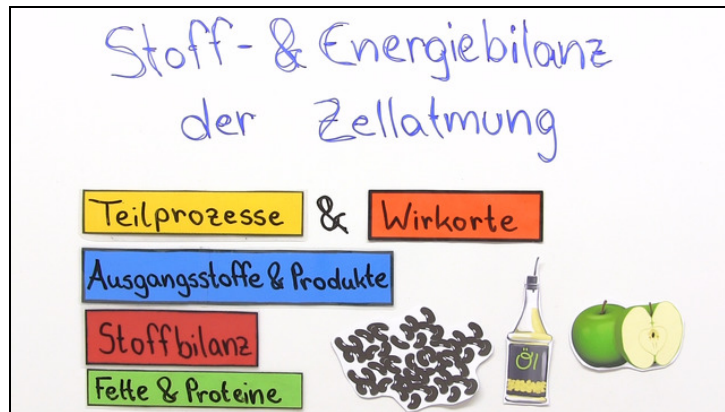 Stoff- & Energiebilanz
der Zellatmung
Teilprozesse & Wirkorte
Ausgangsstoffe & Produkte
Stoffbilanz
Fette & Proteine
Öl